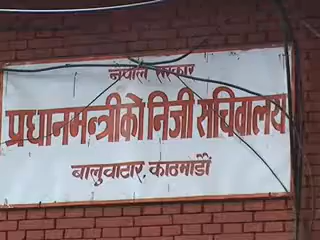 नेपाल सरकार
प्रधानमन्त्रीको निजी सचिवालय
बालुवाटार, काठमाडौं